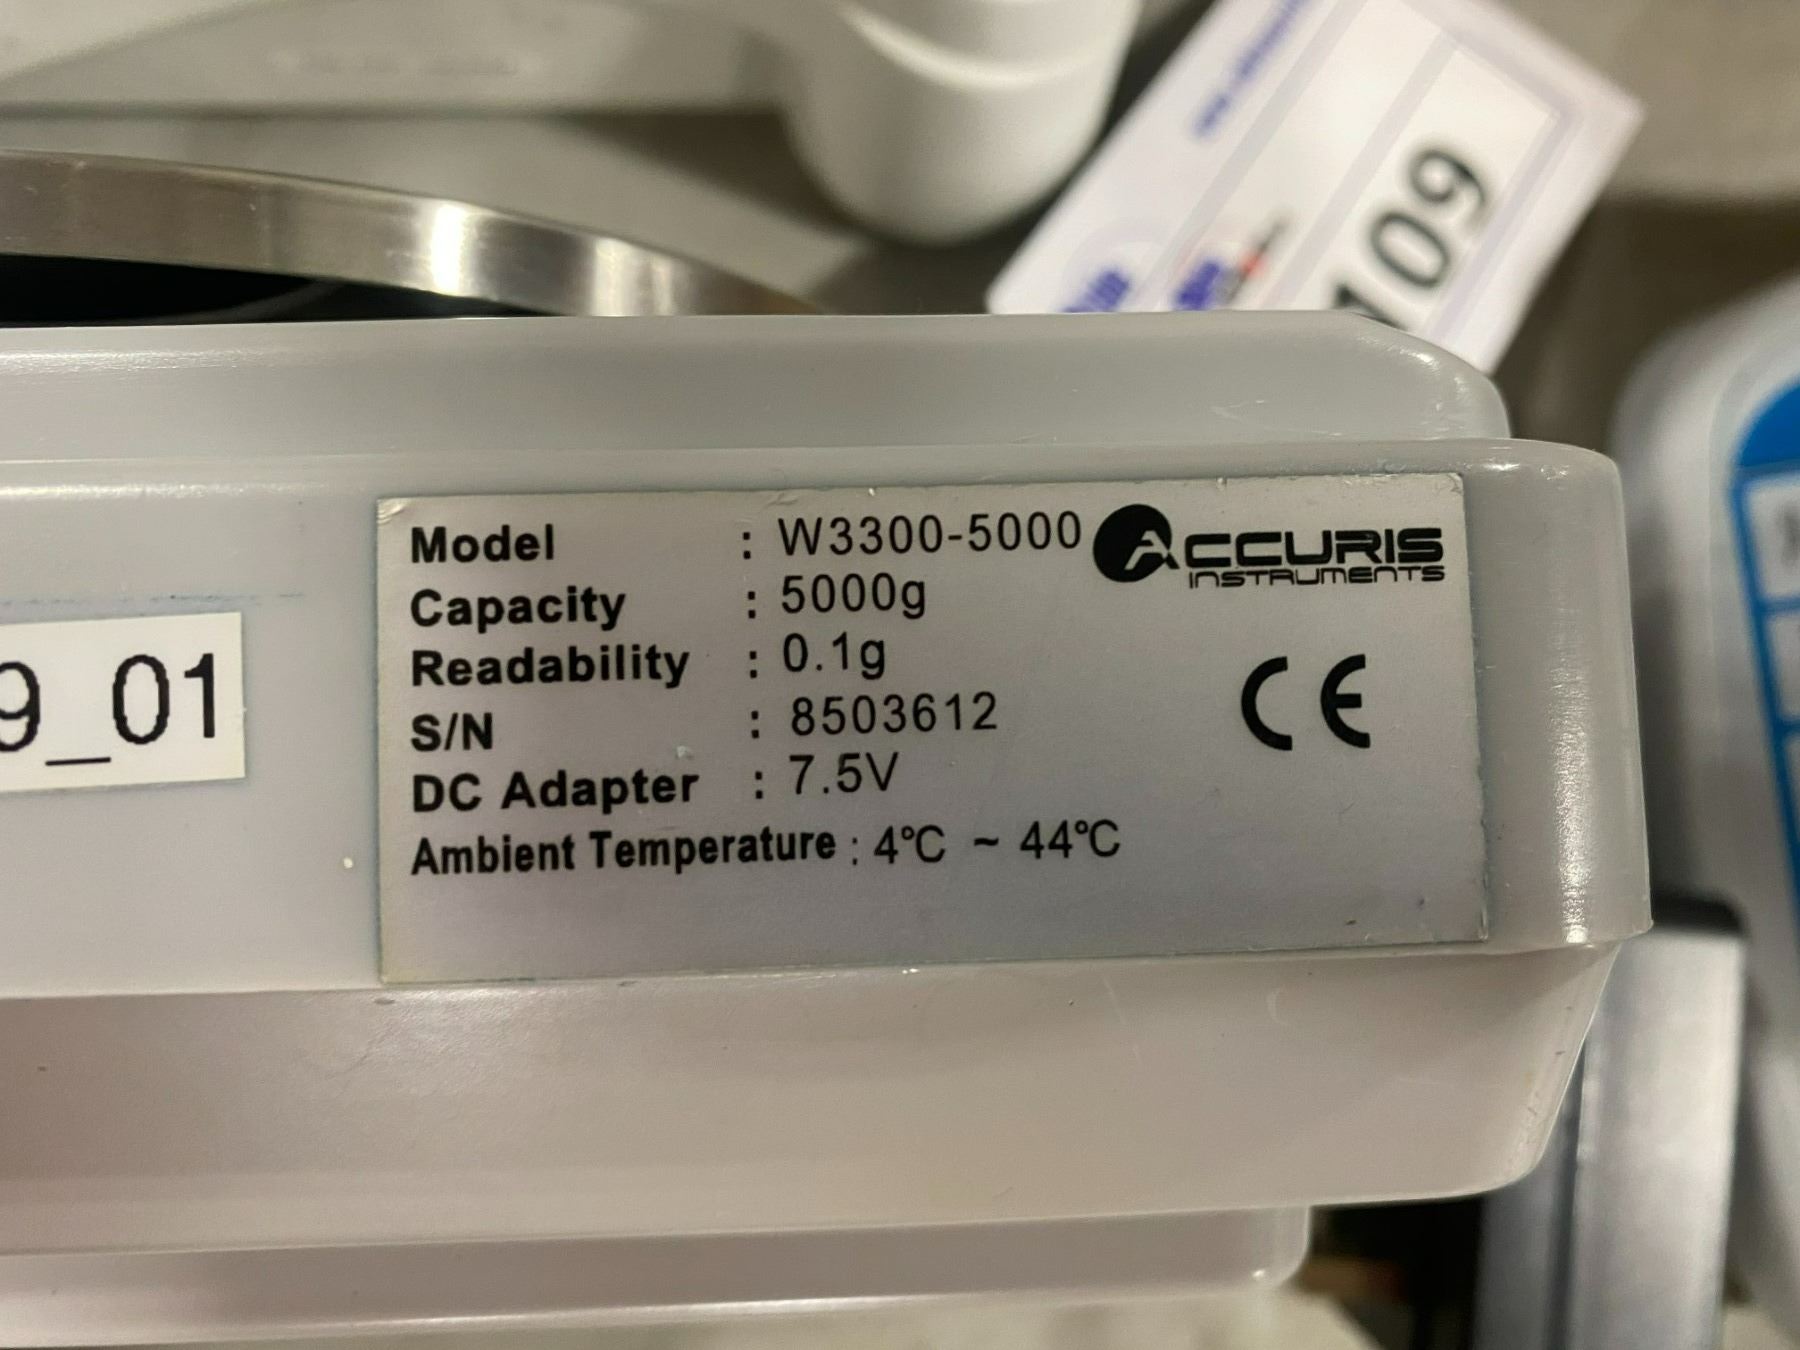 109
Model : W3300-5000
ACCURIS
INSTRUMENTS
Capacity : 5000g
Readability : 0.1g
S/N : 8503612
DC Adapter : 7.5V
Ambient Temperature : 4°C ~ 44°C
CE
9_01